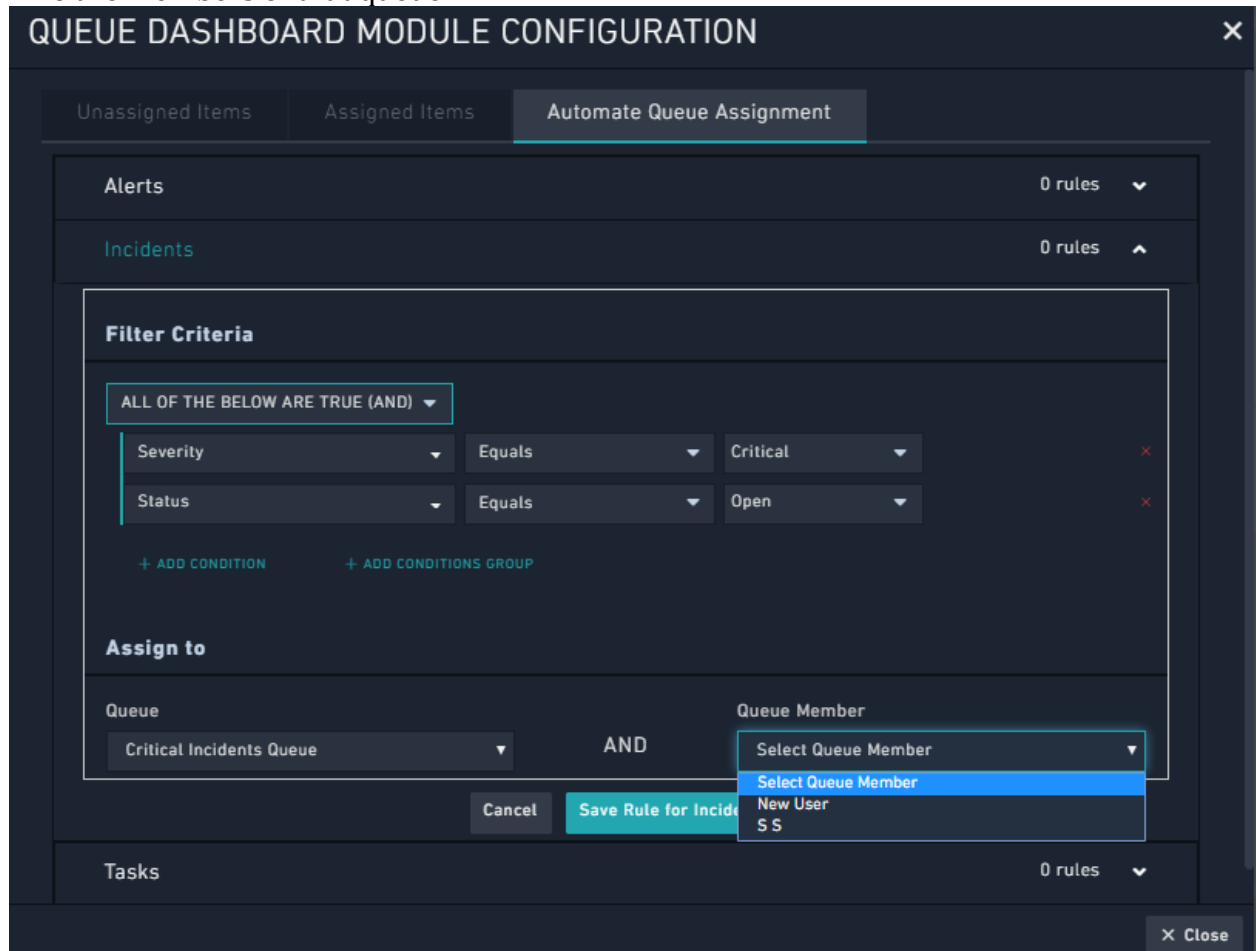 QUEUE DASHBOARD MODULE CONFIGURATION ×
Unassigned Items Assigned Items Automate Queue Assignment
Alerts 0 rules
Incidents 0 rules
Filter Criteria
ALL OF THE BELOW ARE TRUE (AND)
Severity Equals Critical ×
Status Equals Open ×
+ ADD CONDITION + ADD CONDITIONS GROUP
Assign to
Queue Queue Member
Critical Incidents Queue AND Select Queue Member
Select Queue Member
New User
S S
Cancel Save Rule for Incide
Tasks 0 rules
× Close